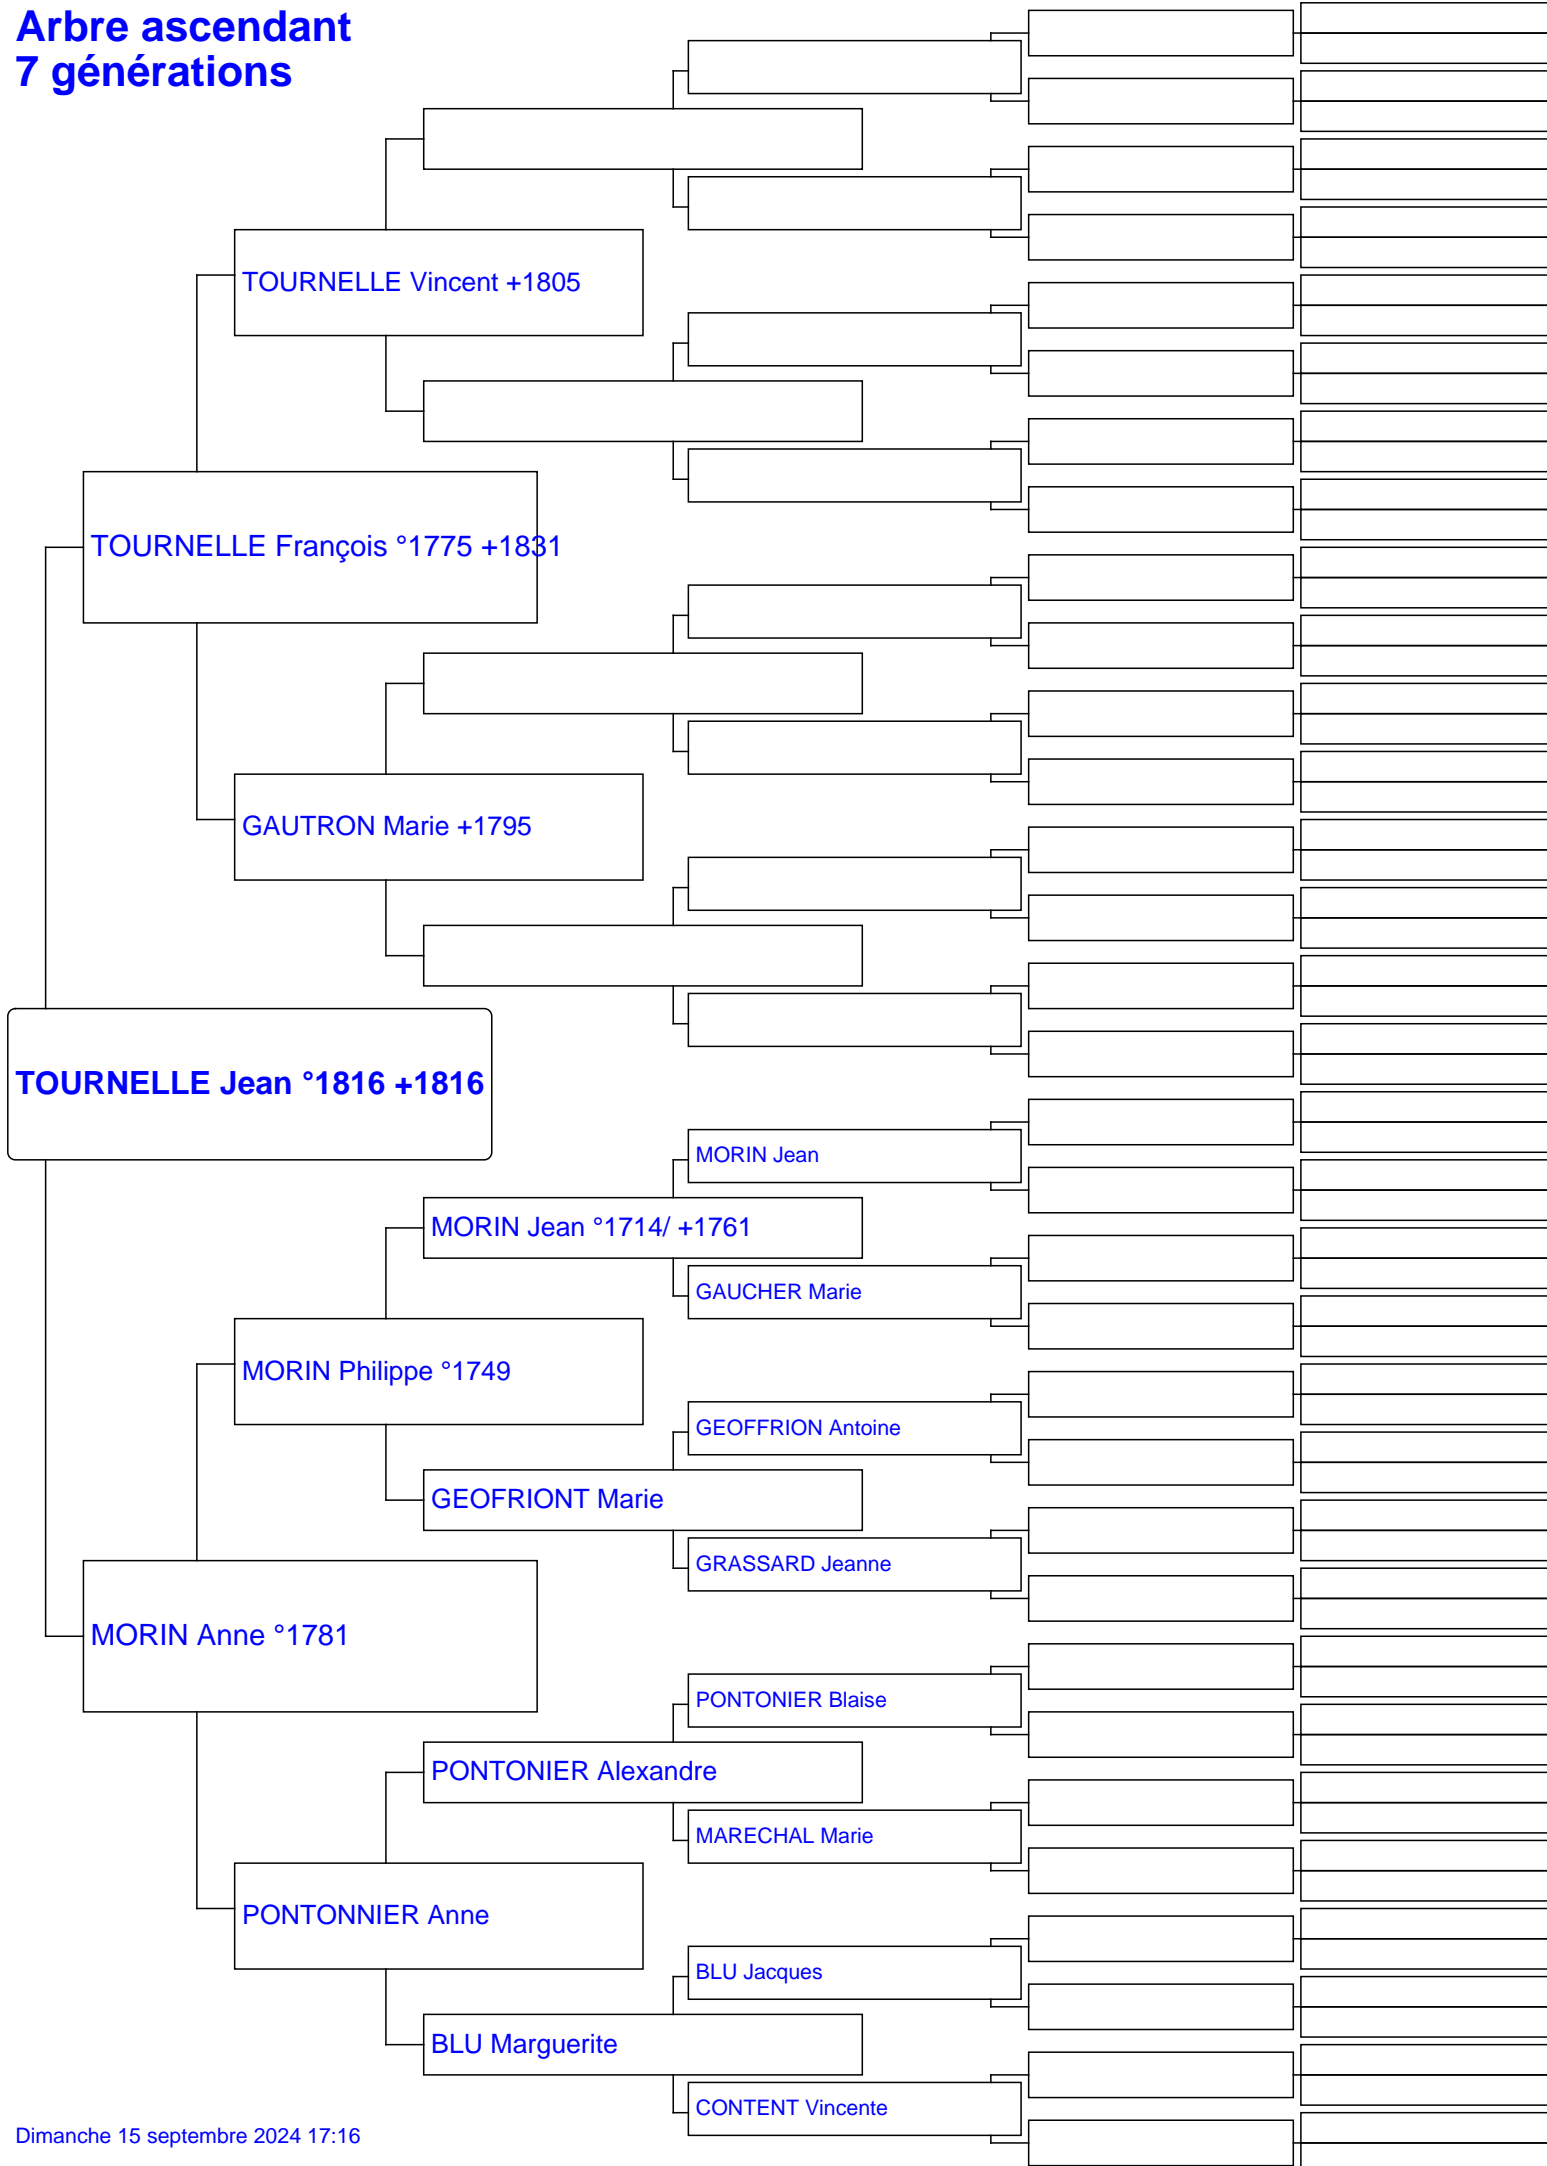 Arbre ascendant
7 générations
TOURNELLE Vincent +1805
TOURNELLE François °1775 +1831
GAUTRON Marie +1795
TOURNELLE Jean °1816 +1816
MORIN Jean
MORIN Jean °1714/ +1761
GAUCHER Marie
MORIN Philippe °1749
GEOFFRION Antoine
GEOFRIONT Marie
GRASSARD Jeanne
MORIN Anne °1781
PONTONIER Blaise
PONTONIER Alexandre
MARECHAL Marie
PONTONNIER Anne
BLU Jacques
BLU Marguerite
CONTENT Vincente
Dimanche 15 septembre 2024 17:16